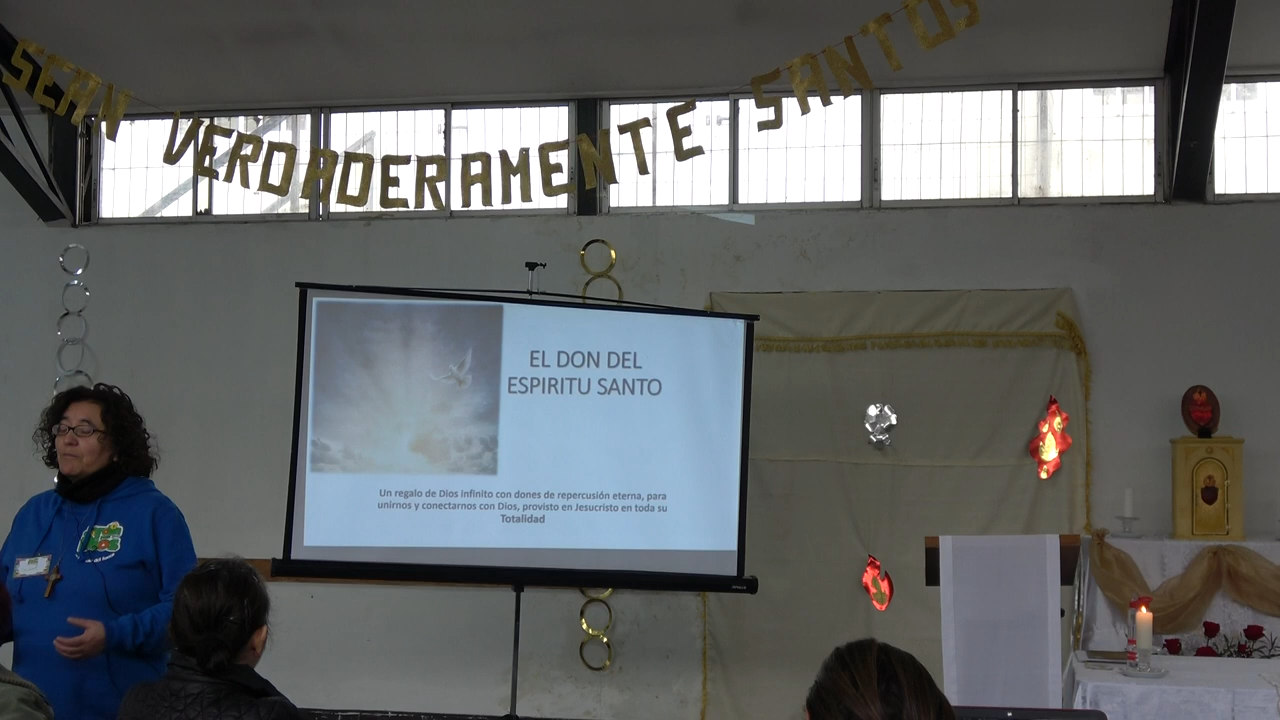 SEAN VERDADERAMENTE SANTOS
EL DON DEL
ESPIRITU SANTO
Un regalo de Dios infinito con dones de repercusión eterna, para
unirnos y conectarnos con Dios, provisto en Jesucristo en toda su
Totalidad